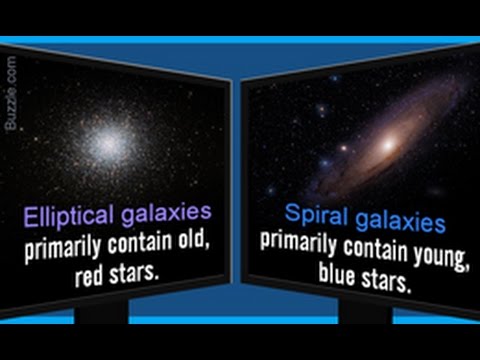 Buzzle.com
Elliptical galaxies
primarily contain old,
red stars.
Spiral galaxies
primarily contain young,
blue stars.